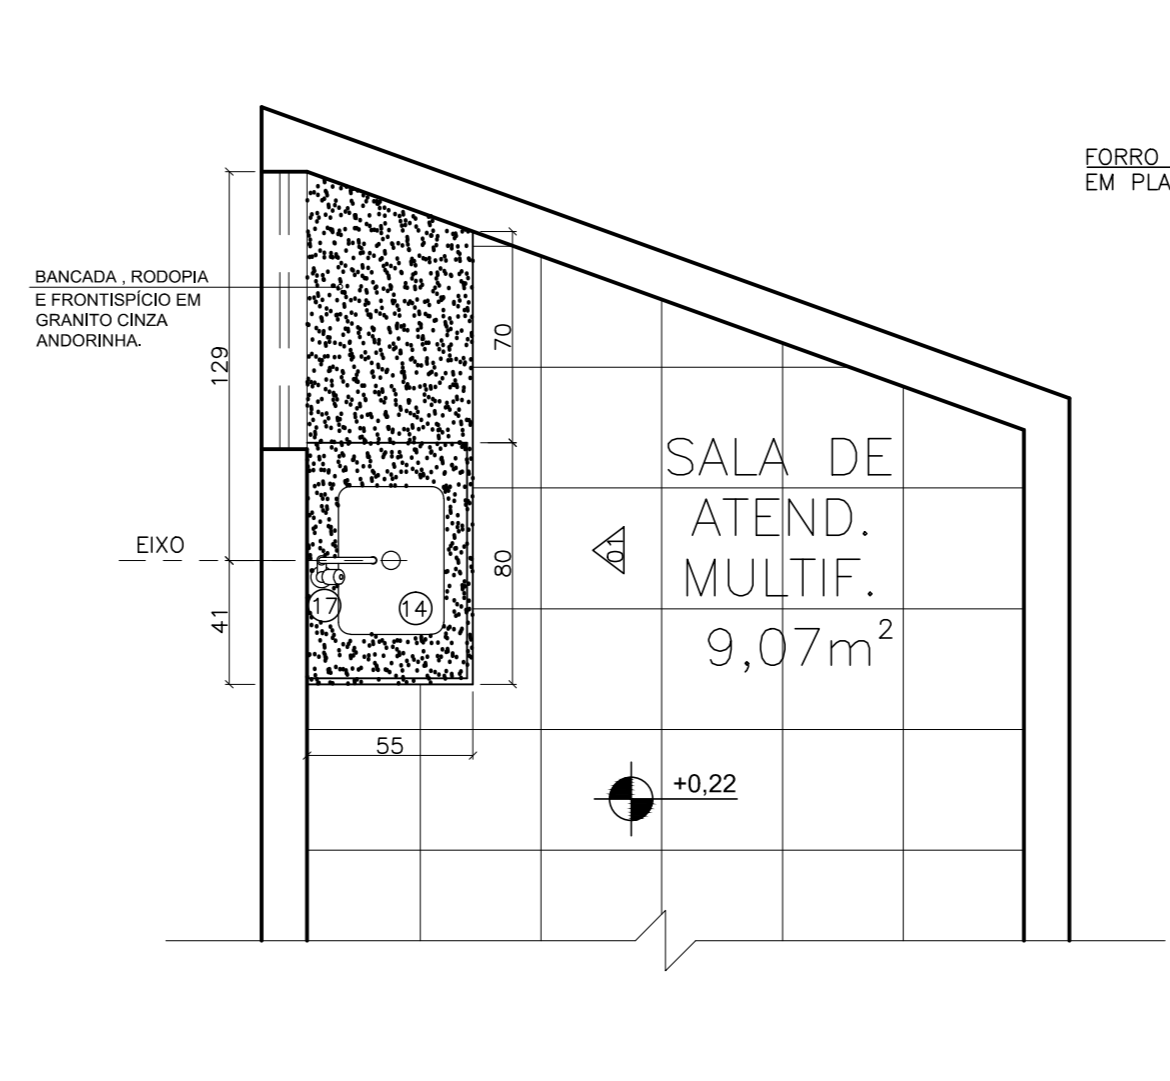 FORRO
EM PLA
BANCADA , RODOPIA
E FRONTISPÍCIO EM
GRANITO CINZA
ANDORINHA.
129
70
SALA DE
ATEND.
MULTIF.
9,07m²
EIXO
01
80
17
14
41
55
+0,22